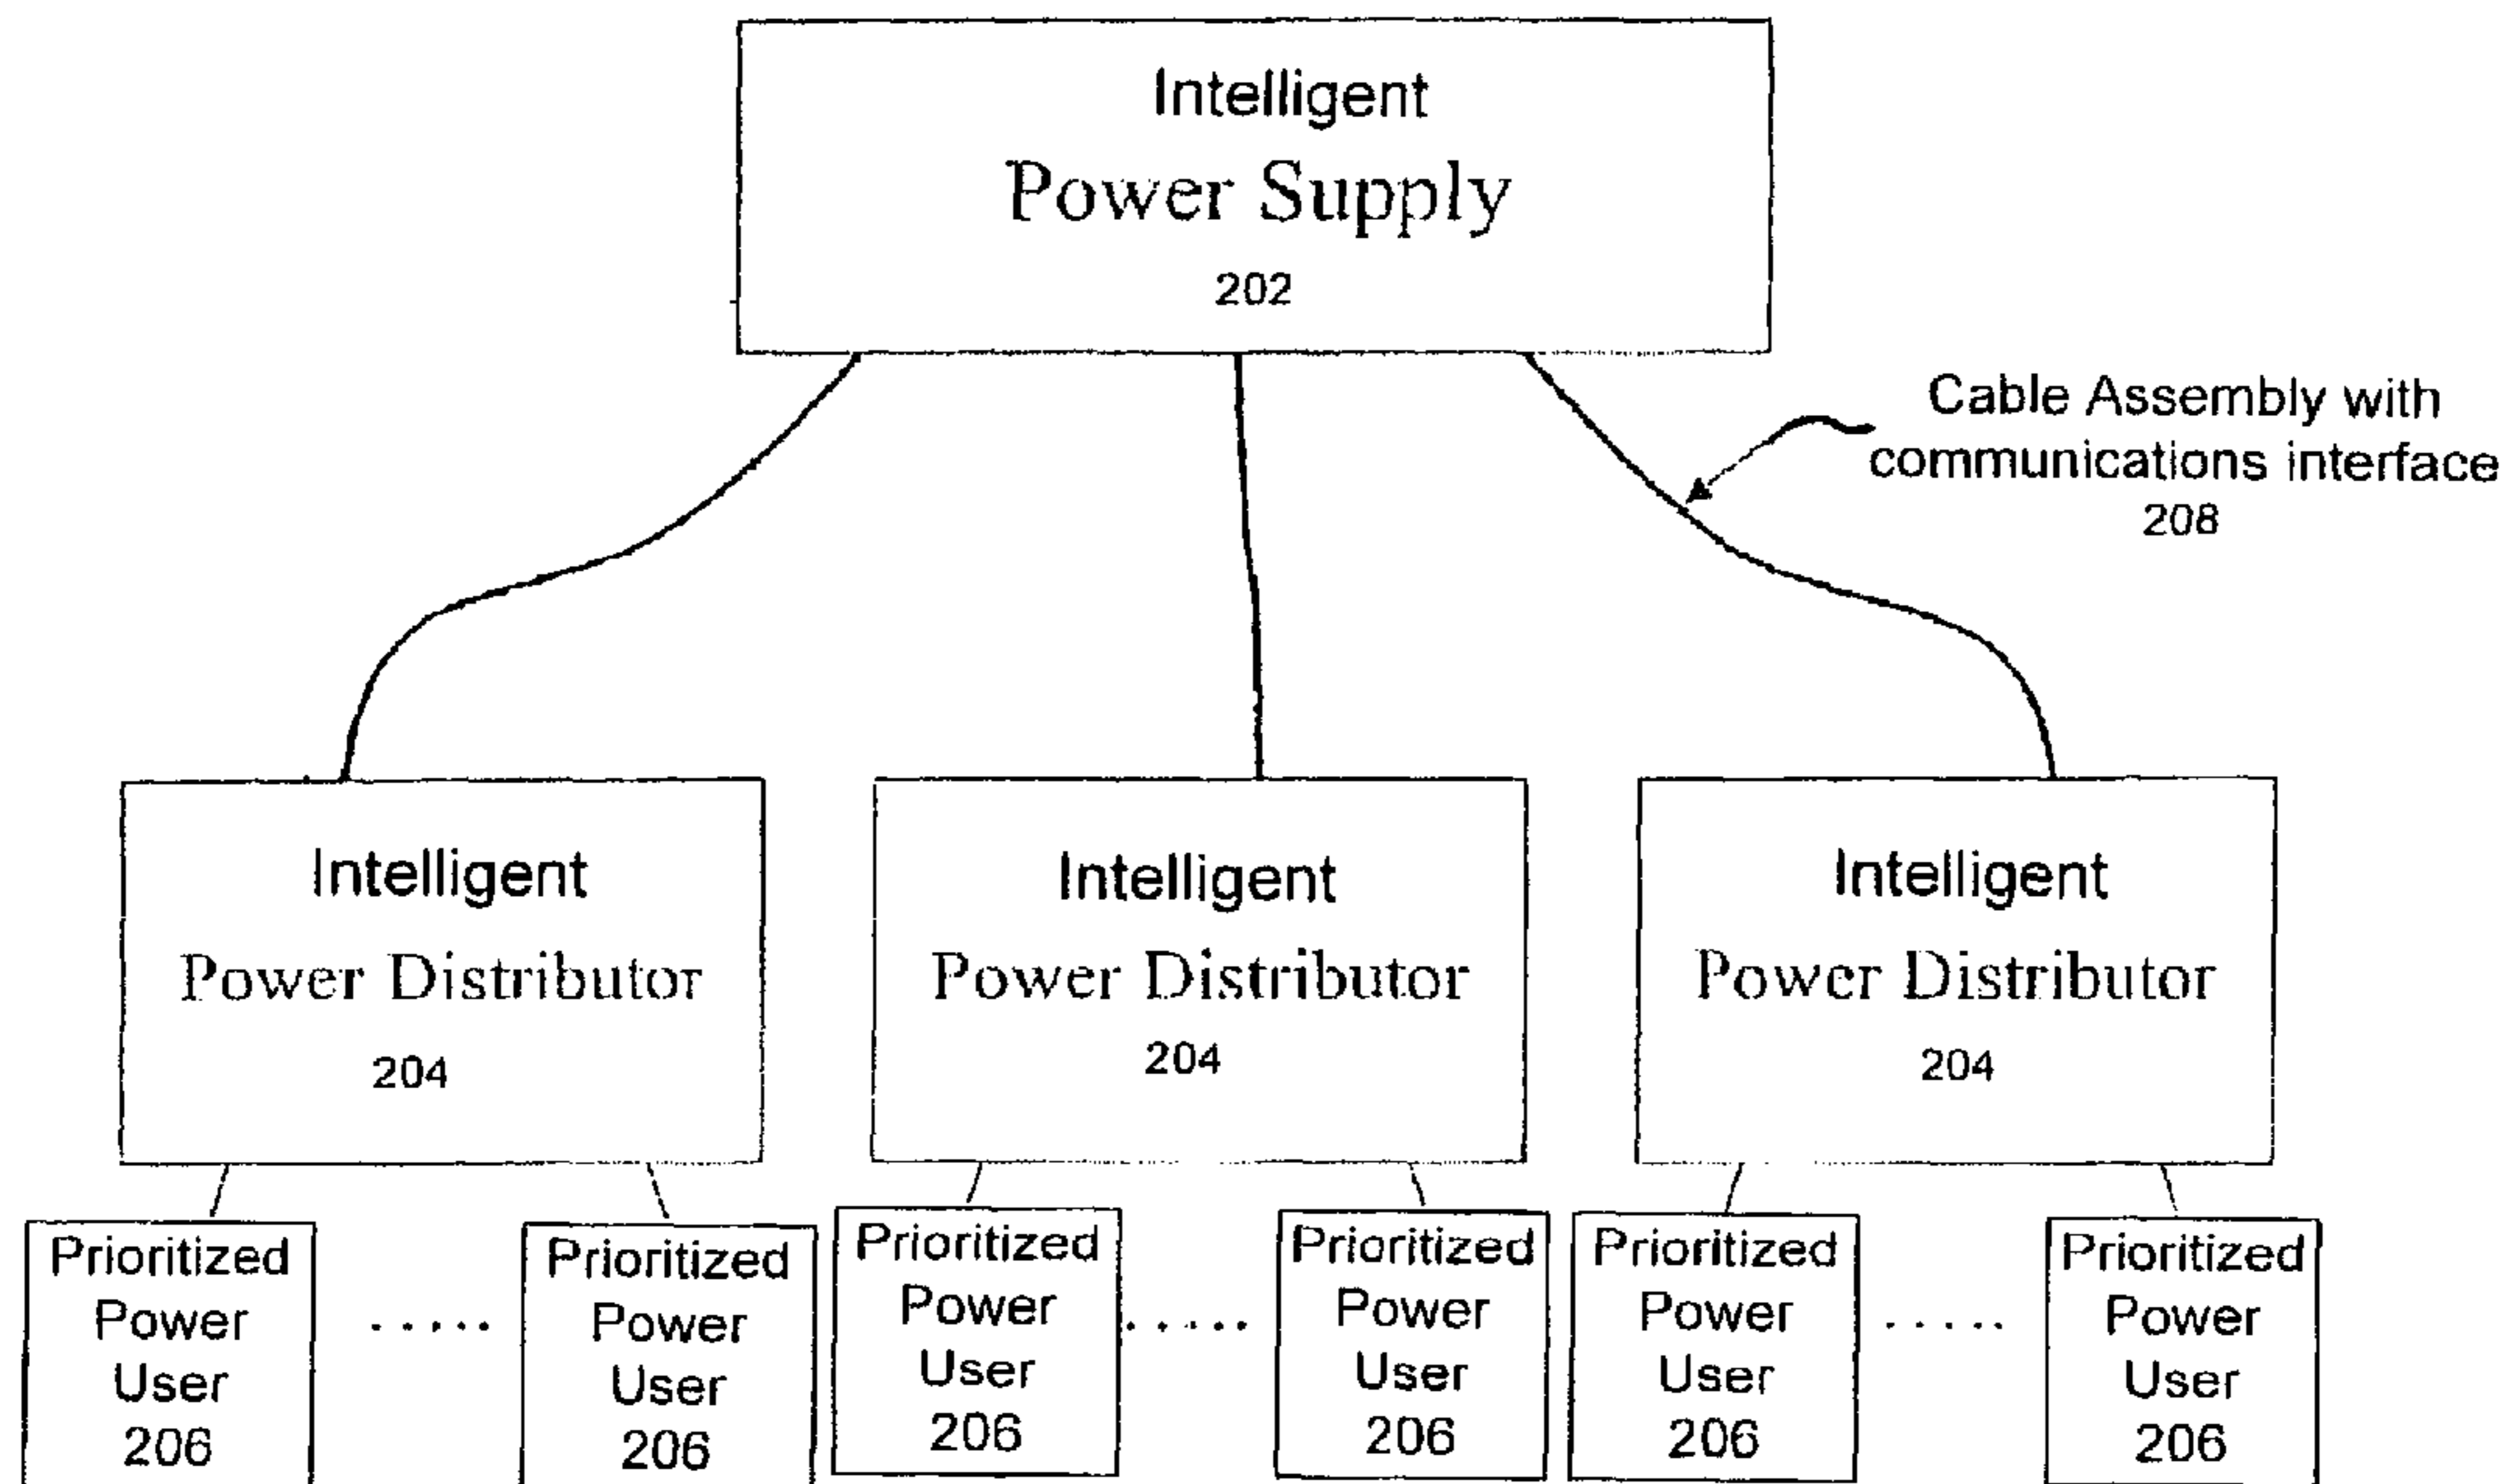 Intelligent
Power Supply
202
Cable Assembly with
communications interface
208
Intelligent
Power Distributor
204
Intelligent
Power Distributor
204
Intelligent
Power Distributor
204
Prioritized
Power
User
206
.....
Prioritized
Power
User
206
Prioritized
Power
User
206
.....
Prioritized
Power
User
206
Prioritized
Power
User
206
.....
Prioritized
Power
User
206